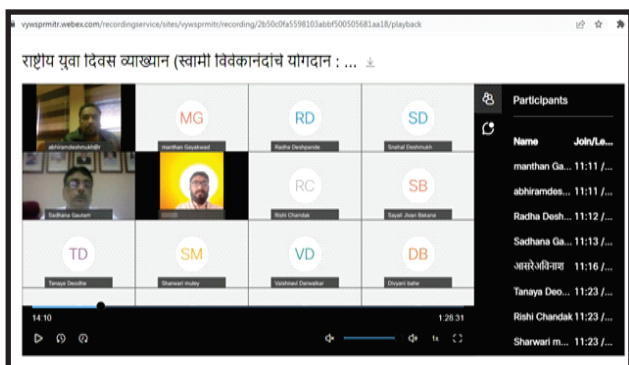 vywsprmitr.webex.com/recordingservice/sites/vywsprmitr/recording/2b50c0fa5598103abbf500505681aa18/playback
राष्ट्रीय युवा दिवस व्याख्यान (स्वामी विवेकानंदांचे योगदान : ...
Participants
Name Join/Le...
manthan Ga... 11:11 /...
abhiramdes... 11:11 /...
Radha Desh... 11:12 /...
Sadhana Ga... 11:13 /...
आसरेअविनाश 11:16 /...
Tanaya Deo... 11:23 /...
Rishi Chandak 11:23 /...
Sharwari m... 11:23 /...
MG RD SD
abhiramdeshmukh@r manthan Gayakwad Radha Deshpande Snehal Deshmukh
RC SB
Sadhana Gautam Rishi Chandak Sayali Jivan Bakane
TD SM VD DB
Tanaya Deodhe Sharwari muley Vaishnavi Derwalkar Divyani bahe
14:10 1:28:31
1x